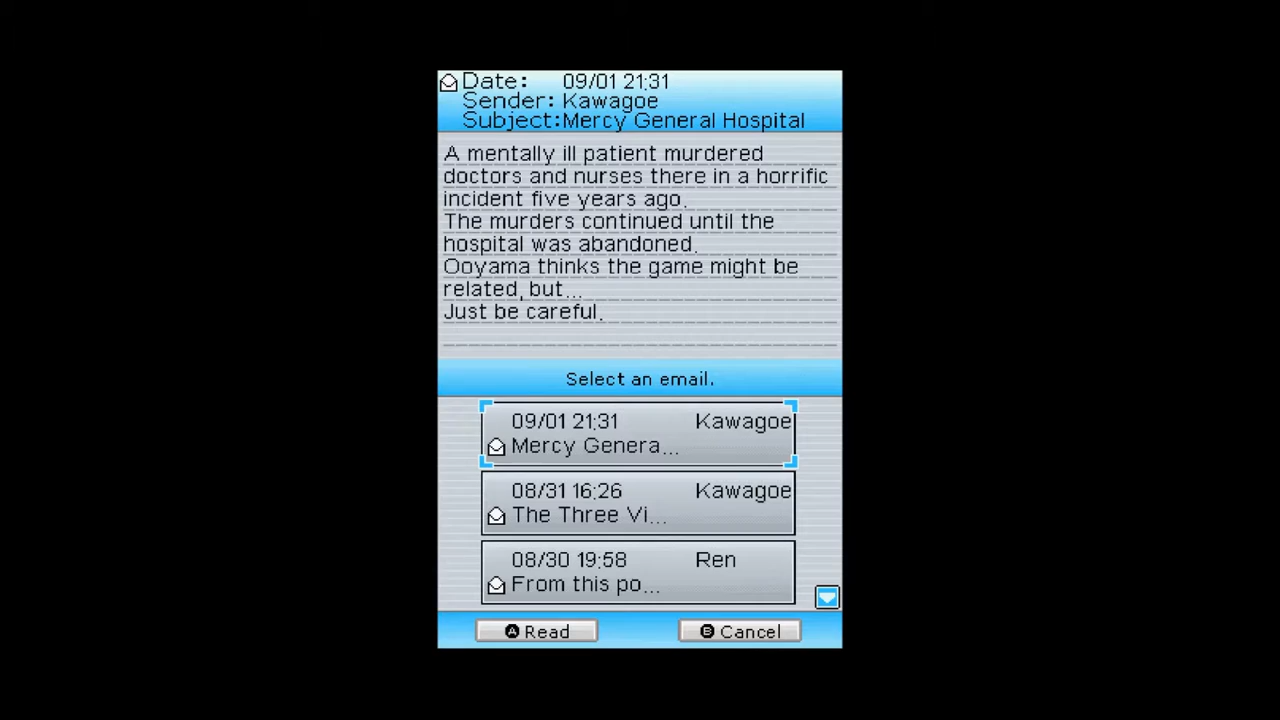 Date: 09/01 21:31
Sender: Kawagoe
Subject:Mercy General Hospital
A mentally ill patient murdered
doctors and nurses there in a horrific
incident five years ago.
The murders continued until the
hospital was abandoned.
Ooyama thinks the game might be
related, but...
Just be careful.
Select an email.
09/01 21:31 Kawagoe
Mercy Genera...
08/31 16:26 Kawagoe
The Three Vi...
08/30 19:58 Ren
From this po...
A Read B Cancel